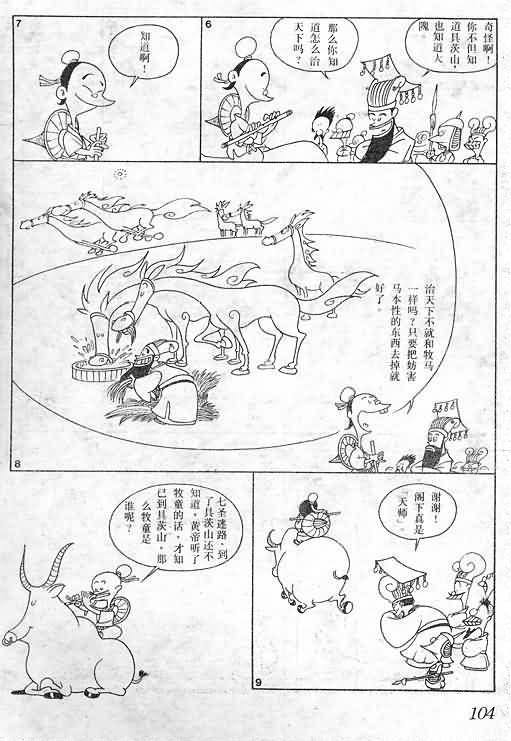 6
奇怪啊！
你不但知
道具茨山，
也知道大
隗
那么你知
道怎么治
天下吗？
7
知道啊！
8
治天下不就和牧马
一样吗？只要把妨害
马本性的东西去掉就
好了。
9
谢谢！
阁下真是
「天师」
七圣迷路，到
了具茨山还不
知道，黄帝听了
牧童的话，才知
已到具茨山，那
么牧童是
谁呢？
104